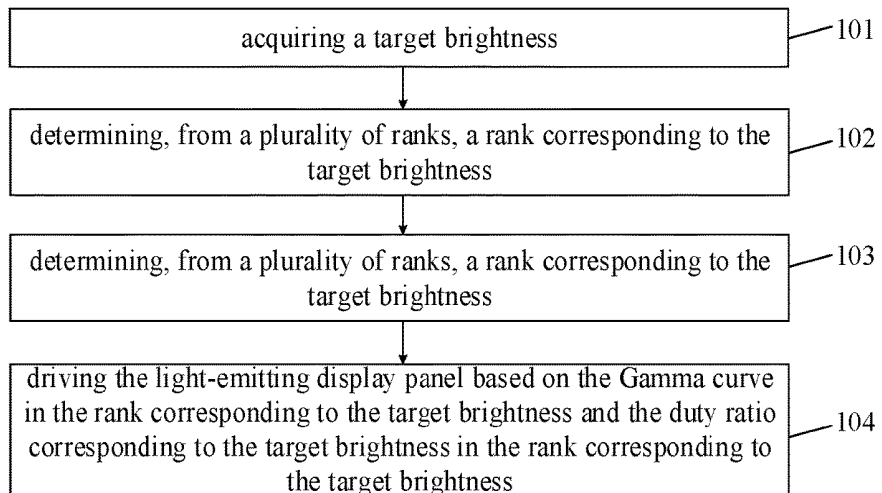 acquiring a target brightness
101
determining, from a plurality of ranks, a rank corresponding to the
target brightness
102
determining, from a plurality of ranks, a rank corresponding to the
target brightness
103
driving the light-emitting display panel based on the Gamma curve
in the rank corresponding to the target brightness and the duty ratio
corresponding to the target brightness in the rank corresponding to
the target brightness
104